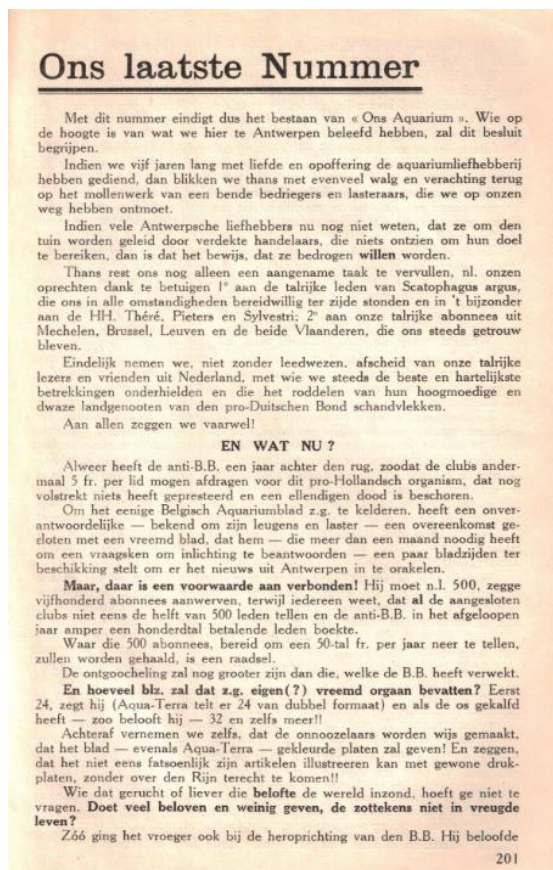 Ons laatste Nummer
Met dit nummer eindigt dus het bestaan van « Ons Aquarium ». Wie op
de hoogte is van wat we hier te Antwerpen beleefd hebben, zal dit besluit
begrijpen.
Indien we vijf jaren lang met liefde en opoffering de aquariumliefhebberij
hebben gediend, dan blikken we thans met evenveel walg en verachting terug
op het mollenwerk van een bende bedriegers en lasteraars, die we op onzen
weg hebben ontmoet.
Indien vele Antwerpsche liefhebbers nu nog niet weten, dat ze om den
tuin worden geleid door verdekte handelaars, die niets ontzien om hun doel
te bereiken, dan is dat het bewijs, dat ze bedrogen willen worden.
Thans rest ons nog alleen een aangename taak te vervullen, nl. onzen
oprechten dank te betuigen 1° aan de talrijke leden van Scatophagus argus,
die ons in alle omstandigheden bereidwillig ter zijde stonden en in 't bijzonder
aan de HH. Théré, Pieters en Sylvestri; 2° aan onze talrijke abonnees uit
Mechelen, Brussel, Leuven en de beide Vlaanderen, die ons steeds getrouw
bleven.
Eindelijk nemen we, niet zonder leedwezen, afscheid van onze talrijke
lezers en vrienden uit Nederland, met wie we steeds de beste en hartelijkste
betrekkingen onderhielden en die het roddelen van hun hoogmoedige en
dwaze landgenooten van den pro-Duitschen Bond schandvlekken.
Aan allen zeggen we vaarwel!
EN WAT NU ?
Alweer heeft de anti-B.B. een jaar achter den rug, zoodat de clubs ander-
maal 5 fr. per lid mogen afdragen voor dit pro-Hollandsch organism, dat nog
volstrekt niets heeft gepresteerd en een ellendigen dood is beschoren.
Om het eenige Belgisch Aquariumblad z.g. te kelderen, heeft een onver-
antwoordelijke — bekend om zijn leugens en laster — een overeenkomst ge-
sloten met een vreemd blad, dat hem — die meer dan een maand noodig heeft
om een vraagsken om inlichting te beantwoorden — een paar bladzijden ter
beschikking stelt om er het nieuws uit Antwerpen in te orakelen.
Maar, daar is een voorwaarde aan verbonden! Hij moet n.l. 500, zegge
vijfhonderd abonnees aanwerven, terwijl iedereen weet, dat al de aangesloten
clubs niet eens de helft van 500 leden tellen en de anti-B.B. in het afgeloopen
jaar amper een honderdtal betalende leden boekte.
Waar die 500 abonnees, bereid om een 50-tal fr. per jaar neer te tellen,
zullen worden gehaald, is een raadsel.
De ontgoocheling zal nog grooter zijn dan die, welke de B.B. heeft verwekt.
En hoeveel blz. zal dat z.g. eigen(?) vreemd orgaan bevatten? Eerst
24, zegt hij (Aqua-Terra telt er 24 van dubbel formaat) en als de os gekalfd
heeft — zoo belooft hij — 32 en zelfs meer!!
Achteraf vernemen we zelfs, dat de onnoozelaars worden wijs gemaakt,
dat het blad — evenals Aqua-Terra — gekleurde platen zal geven! En zeggen,
dat het niet eens fatsoenlijk zijn artikelen illustreeren kan met gewone druk-
platen, zonder over den Rijn terecht te komen!!
Wie dat gerucht of liever die belofte de wereld inzond, hoeft ge niet te
vragen. Doet veel beloven en weinig geven, de zottekens niet in vreugde
leven?
Z66 ging het vroeger ook bij de heroprichting van den B.B. Hij beloofde
201